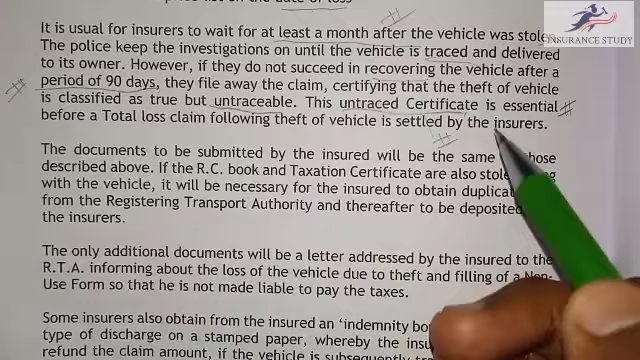 price list on the date of loss
INSURANCE STUDY
It is usual for insurers to wait for at least a month after the vehicle was stolen
The police keep the investigations on until the vehicle is traced and delivered
to its owner. However, if they do not succeed in recovering the vehicle after a
period of 90 days, they file away the claim, certifying that the theft of vehicle
is classified as true but untraceable. This untraced Certificate is essential
before a Total loss claim following theft of vehicle is settled by the insurers.
The documents to be submitted by the insured will be the same
described above. If the R.C. book and Taxation Certificate are also
with the vehicle, it will be necessary for the insured to obtain
from the Registering Transport Authority and thereafter to be deposited
the insurers.
The only additional documents will be a letter addressed by the insured to the
R.T.A. informing about the loss of the vehicle due to theft and filling of a
Use Form so that he is not made liable to pay the taxes.
Some insurers also obtain from the insured an 'indemnity
type of discharge on a stamped paper, whereby the
refund the claim amount, if the vehicle is subsequently